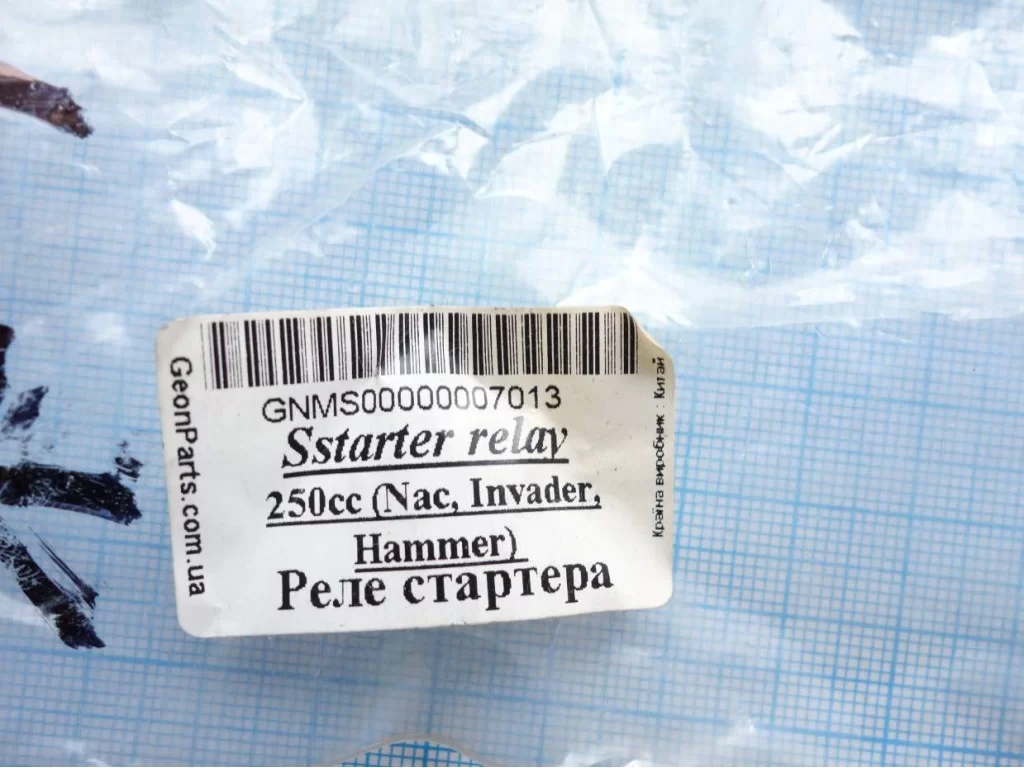 GNMS00000007013
Sstarter relay
250cc (Nac, Invader,
Hammer)
Реле стартера
GeonParts.com.ua
Країна виробник : Китай